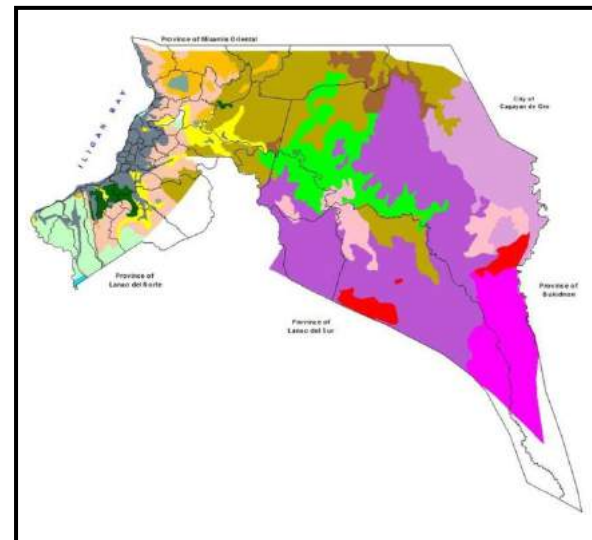 Province of Misamis Oriental
ILIGAN BAY
City of
Cagayan de Oro
Province of
Lanao del Norte
Province of
Bukidnon
Province of
Lanao del Sur